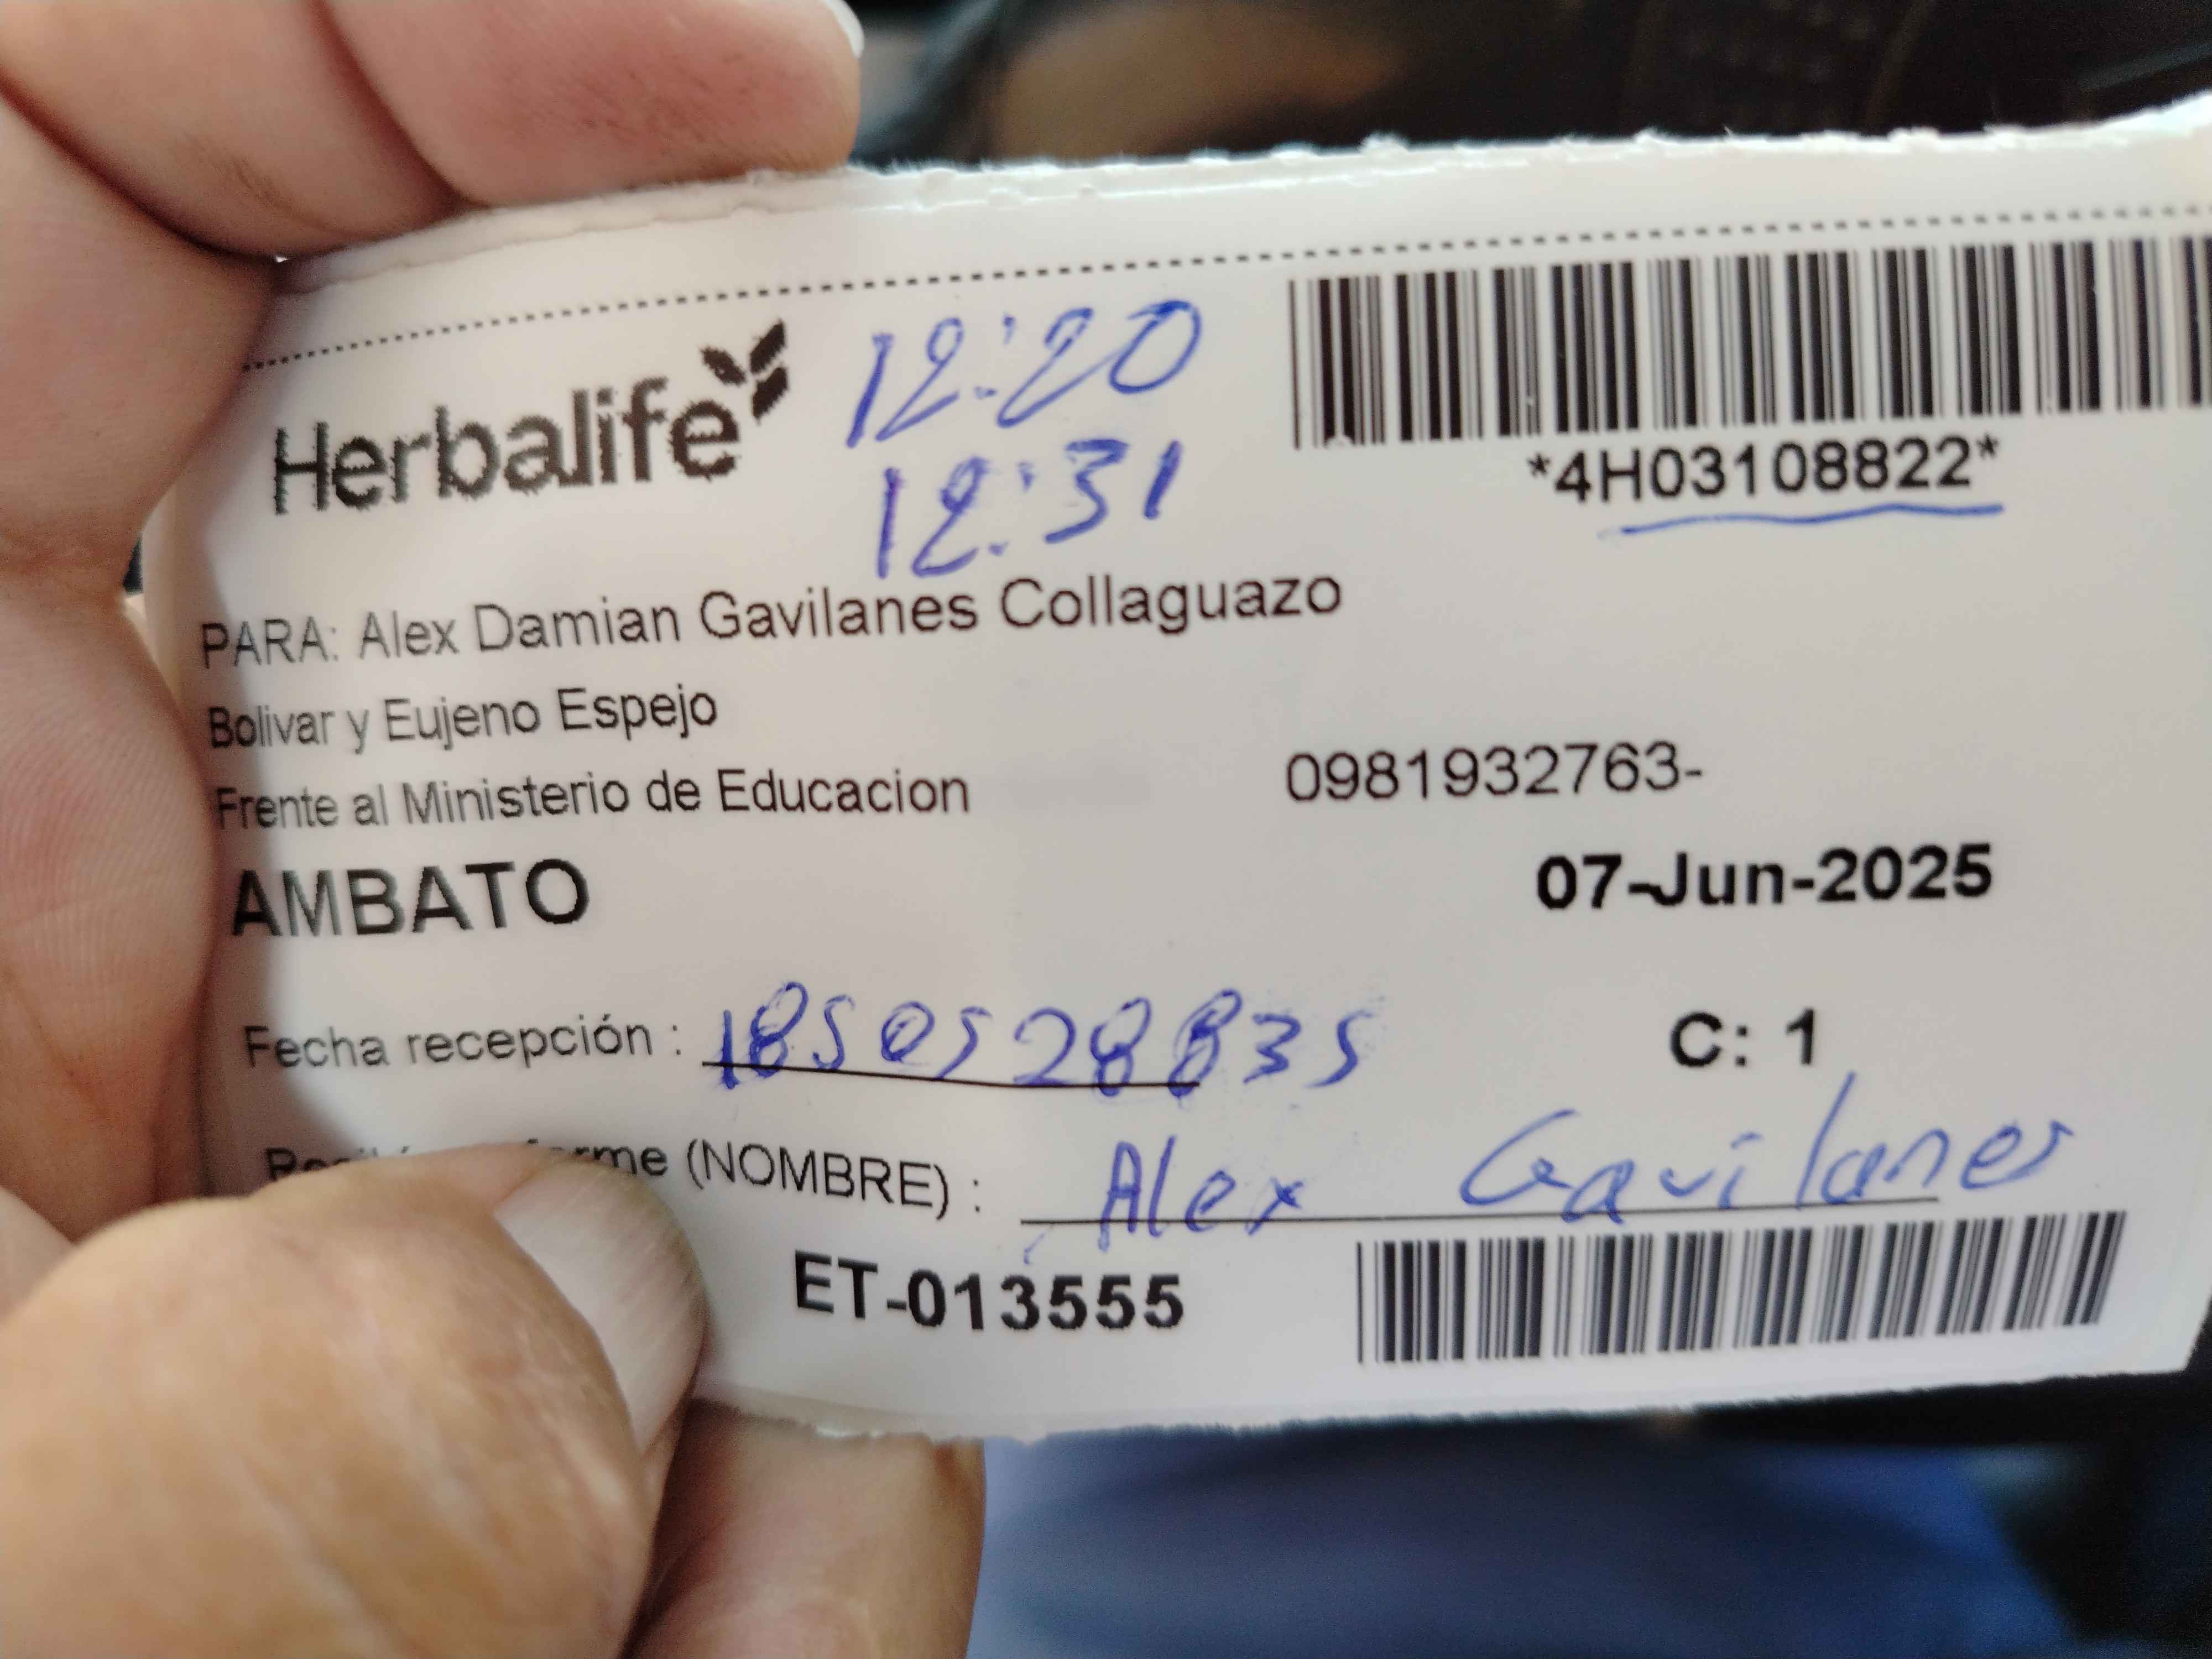 Herbalife
12:20
12:31
*4H03108822*
PARA: Alex Damian Gavilanes Collaguazo
Bolivar y Eujeno Espejo
Frente al Ministerio de Educacion 0981932763-
AMBATO 07-Jun-2025
Fecha recepción : 1850528835 C: 1
(NOMBRE) : Alex Gavilanes
ET-013555